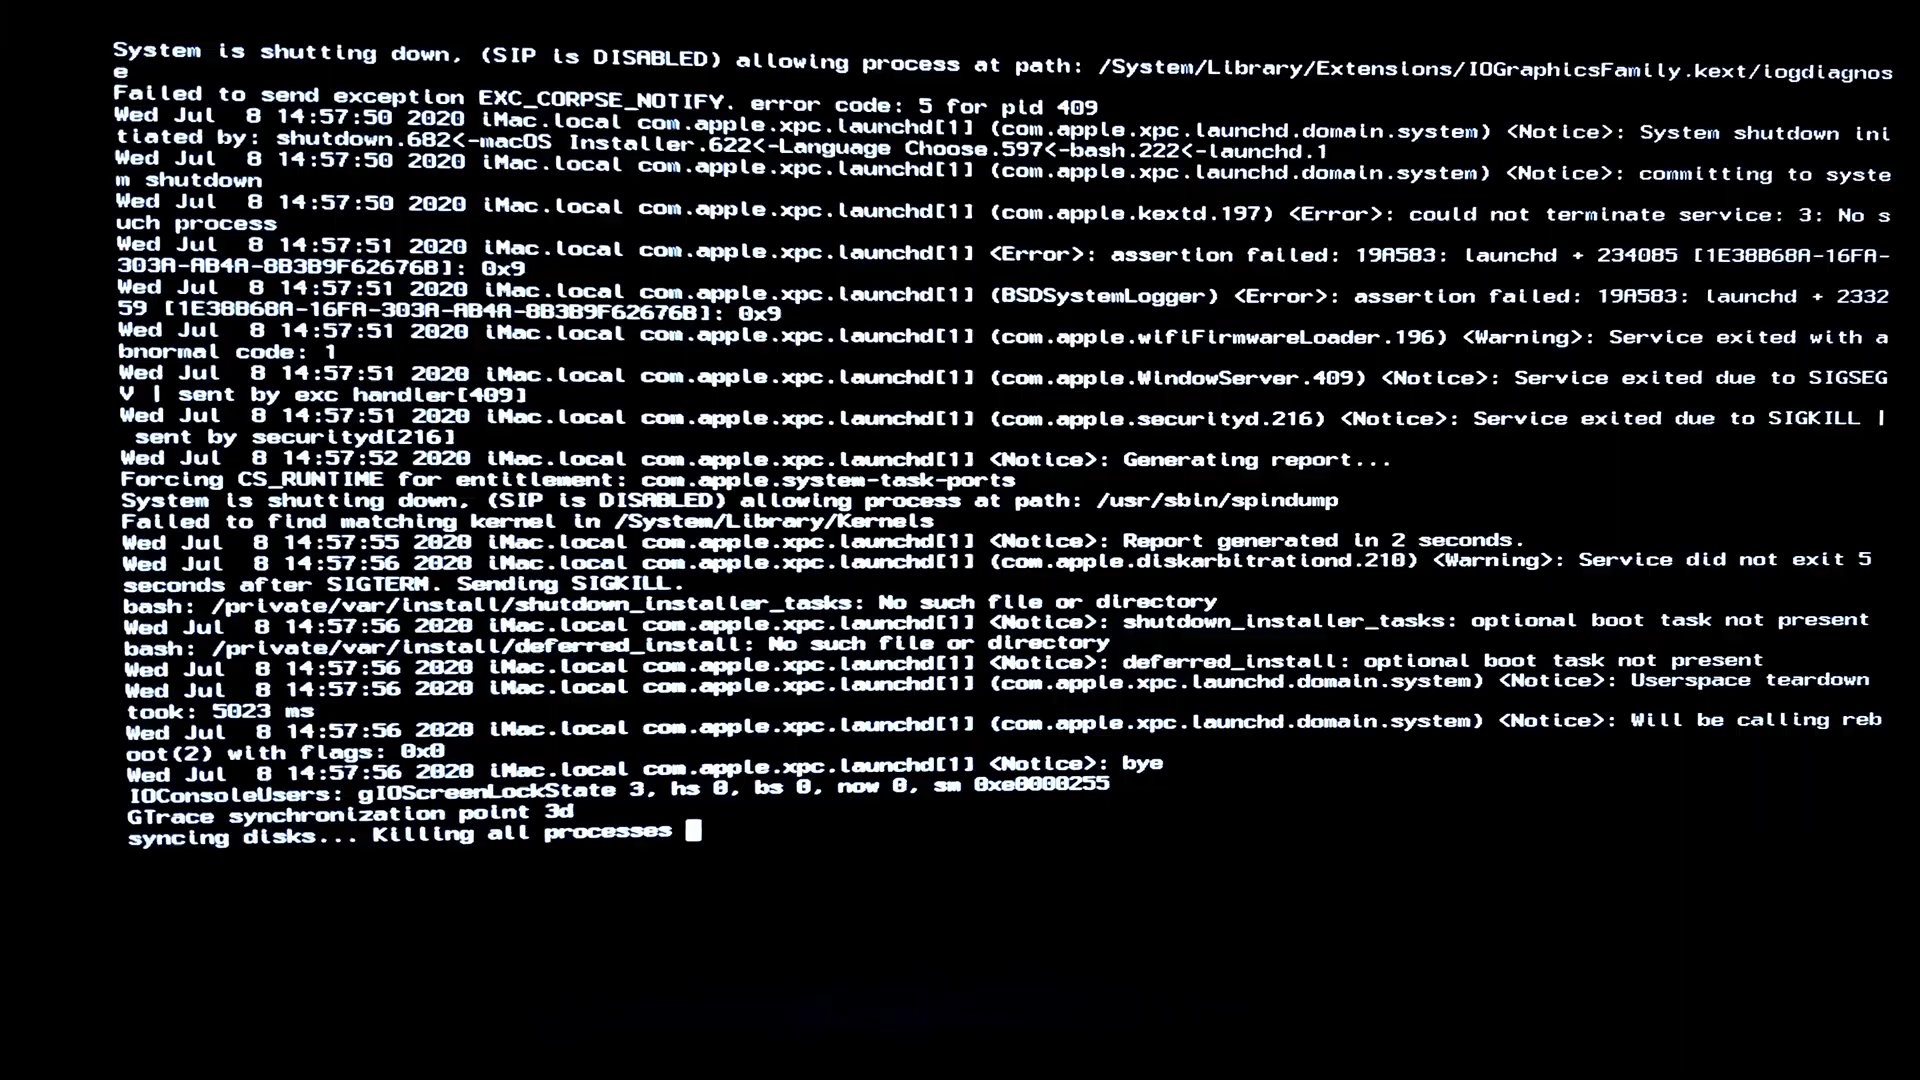 System is shutting down, (SIP is DISABLED) allowing process at path: /System/Library/Extensions/IOGraphicsFamily.kext/iogdiagnos
e
Failed to send exception EXC_CORPSE_NOTIFY. error code: 5 for pid 409
Wed Jul  8 14:57:50 2020 iMac.local com.apple.xpc.launchd[1] (com.apple.xpc.launchd.domain.system) <Notice>: System shutdown ini
tiated by: shutdown.682<-macOS Installer.622<-Language Choose.597<-bash.222<-launchd.1
Wed Jul  8 14:57:50 2020 iMac.local com.apple.xpc.launchd[1] (com.apple.xpc.launchd.domain.system) <Notice>: committing to syste
m shutdown
Wed Jul  8 14:57:50 2020 iMac.local com.apple.xpc.launchd[1] (com.apple.kextd.197) <Error>: could not terminate service: 3: No s
uch process
Wed Jul  8 14:57:51 2020 iMac.local com.apple.xpc.launchd[1] <Error>: assertion failed: 19A583: launchd + 234085 [1E38B68A-16FA-
303A-AB4A-8B3B9F62676B]: 0x9
Wed Jul  8 14:57:51 2020 iMac.local com.apple.xpc.launchd[1] (BSDSystemLogger) <Error>: assertion failed: 19A583: launchd + 2332
59 [1E38B68A-16FA-303A-AB4A-8B3B9F62676B]: 0x9
Wed Jul  8 14:57:51 2020 iMac.local com.apple.xpc.launchd[1] (com.apple.wifiFirmwareLoader.196) <Warning>: Service exited with a
bnormal code: 1
Wed Jul  8 14:57:51 2020 iMac.local com.apple.xpc.launchd[1] (com.apple.WindowServer.409) <Notice>: Service exited due to SIGSEG
V | sent by exc handler[409]
Wed Jul  8 14:57:51 2020 iMac.local com.apple.xpc.launchd[1] (com.apple.securityd.216) <Notice>: Service exited due to SIGKILL |
 sent by securityd[216]
Wed Jul  8 14:57:52 2020 iMac.local com.apple.xpc.launchd[1] <Notice>: Generating report...
Forcing CS_RUNTIME for entitlement: com.apple.system-task-ports
System is shutting down, (SIP is DISABLED) allowing process at path: /usr/sbin/spindump
Failed to find matching kernel in /System/Library/Kernels
Wed Jul  8 14:57:55 2020 iMac.local com.apple.xpc.launchd[1] <Notice>: Report generated in 2 seconds.
Wed Jul  8 14:57:56 2020 iMac.local com.apple.xpc.launchd[1] (com.apple.diskarbitrationd.210) <Warning>: Service did not exit 5
seconds after SIGTERM. Sending SIGKILL.
bash: /private/var/install/shutdown_installer_tasks: No such file or directory
Wed Jul  8 14:57:56 2020 iMac.local com.apple.xpc.launchd[1] <Notice>: shutdown_installer_tasks: optional boot task not present
bash: /private/var/install/deferred_install: No such file or directory
Wed Jul  8 14:57:56 2020 iMac.local com.apple.xpc.launchd[1] <Notice>: deferred_install: optional boot task not present
Wed Jul  8 14:57:56 2020 iMac.local com.apple.xpc.launchd[1] (com.apple.xpc.launchd.domain.system) <Notice>: Userspace teardown
took: 5023 ms
Wed Jul  8 14:57:56 2020 iMac.local com.apple.xpc.launchd[1] (com.apple.xpc.launchd.domain.system) <Notice>: Will be calling reb
oot(2) with flags: 0x0
Wed Jul  8 14:57:56 2020 iMac.local com.apple.xpc.launchd[1] <Notice>: bye
IOConsoleUsers: gIOScreenLockState 3, hs 0, bs 0, now 0, sm 0xe0000255
GTrace synchronization point 3d
syncing disks... Killing all processes